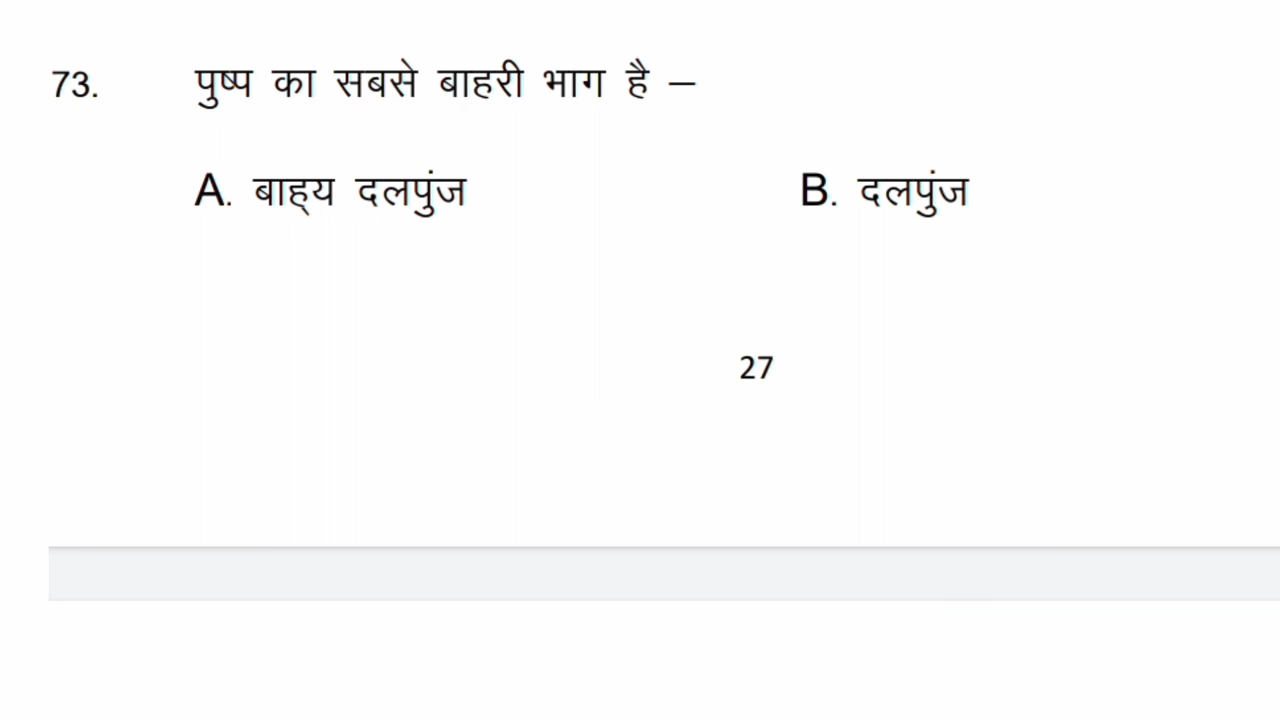 73. पुष्प का सबसे बाहरी भाग है –
A. बाह्य दलपुंज B. दलपुंज
27